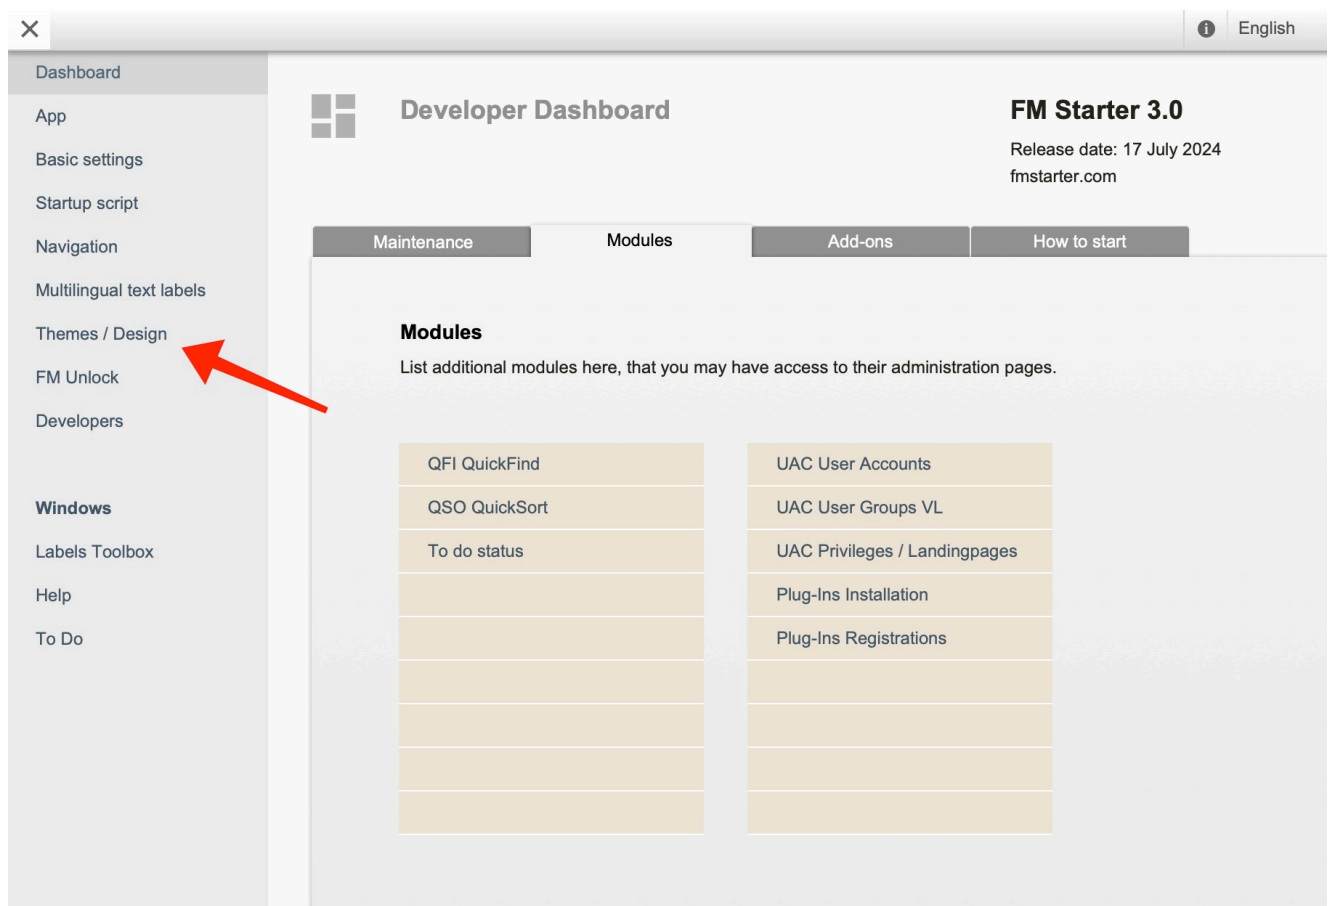 English
Dashboard
App
Basic settings
Startup script
Navigation
Multilingual text labels
Themes / Design
FM Unlock
Developers
Windows
Labels Toolbox
Help
To Do
Developer Dashboard
FM Starter 3.0
Release date: 17 July 2024
fmstarter.com
Maintenance
Modules
Add-ons
How to start
Modules
List additional modules here, that you may have access to their administration pages.
QFI QuickFind
QSO QuickSort
To do status
UAC User Accounts
UAC User Groups VL
UAC Privileges / Landingpages
Plug-Ins Installation
Plug-Ins Registrations